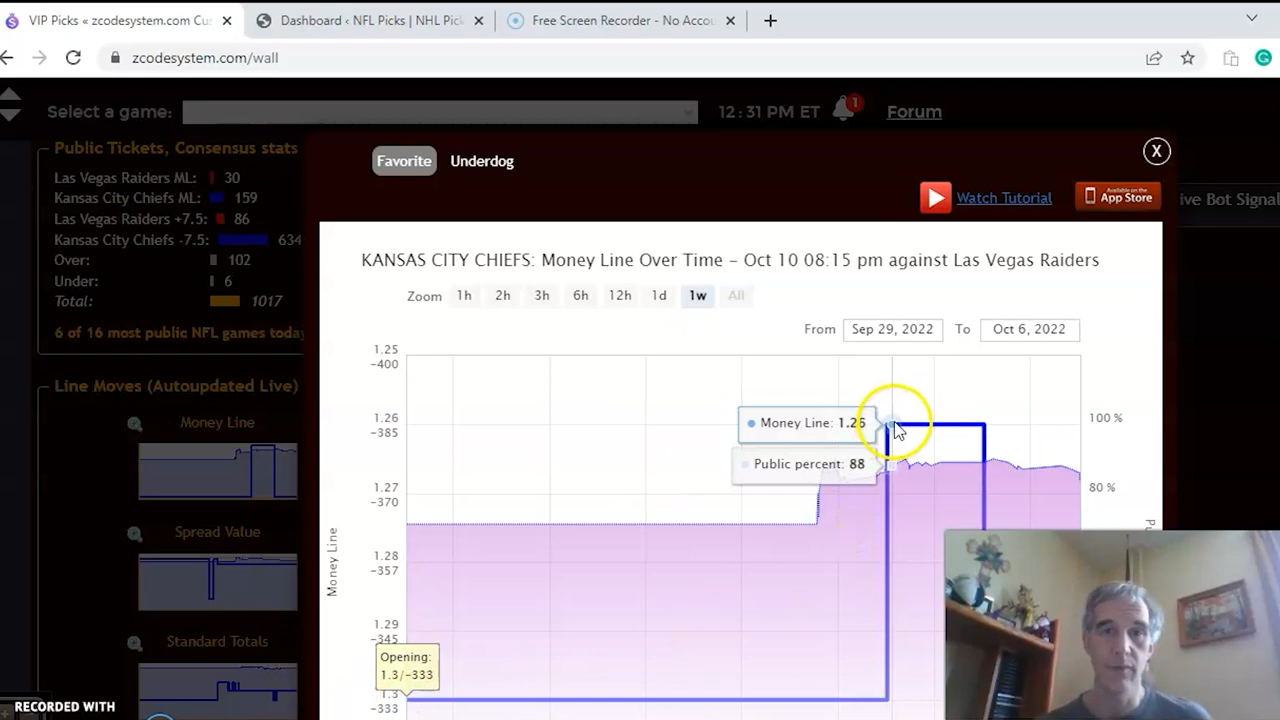 VIP Picks « zcodesystem.com Cus
Dashboard ‹ NFL Picks | NHL Pick
Free Screen Recorder - No Accou
zcodesystem.com/wall
Select a game:
12:31 PM ET
1
Forum
Public Tickets, Consensus stats
Las Vegas Raiders ML: 30
Kansas City Chiefs ML: 159
Las Vegas Raiders +7.5: 86
Kansas City Chiefs -7.5: 634
Over: 102
Under: 6
Total: 1017
6 of 16 most public NFL games today
Line Moves (Autoupdated Live)
Money Line
Spread Value
Standard Totals
RECORDED WITH
Favorite
Underdog
X
Watch Tutorial
Available on the
App Store
ive Bot Signal
KANSAS CITY CHIEFS: Money Line Over Time – Oct 10 08:15 pm against Las Vegas Raiders
Zoom 1h 2h 3h 6h 12h 1d 1w All
From Sep 29, 2022 To Oct 6, 2022
1.25
-400
1.26
-385
1.27
-370
1.28
-357
1.29
-345
1.3
-333
Money Line
Money Line: 1.26
Public percent: 88
100 %
80 %
Opening:
1.3/-333